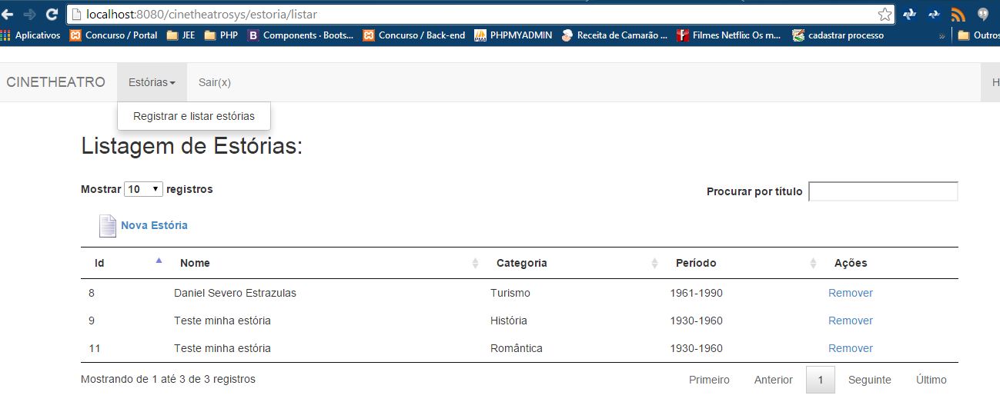 localhost:8080/cinetheatrosys/estoria/listar
Aplicativos Concurso / Portal JEE PHP B Components · Boots... Concurso / Back-end PMA PHPMYADMIN Receita de Camarão ... Filmes Netflix: Os m... cadastrar processo » Outros
CINETHEATRO Estórias Sair(x) H
Registrar e listar estórias
Listagem de Estórias:
Mostrar 10 registros Procurar por título
Nova Estória
Id Nome Categoria Período Ações
8 Daniel Severo Estrazulas Turismo 1961-1990 Remover
9 Teste minha estória História 1930-1960 Remover
11 Teste minha estória Romântica 1930-1960 Remover
Mostrando de 1 até 3 de 3 registros Primeiro Anterior 1 Seguinte Último